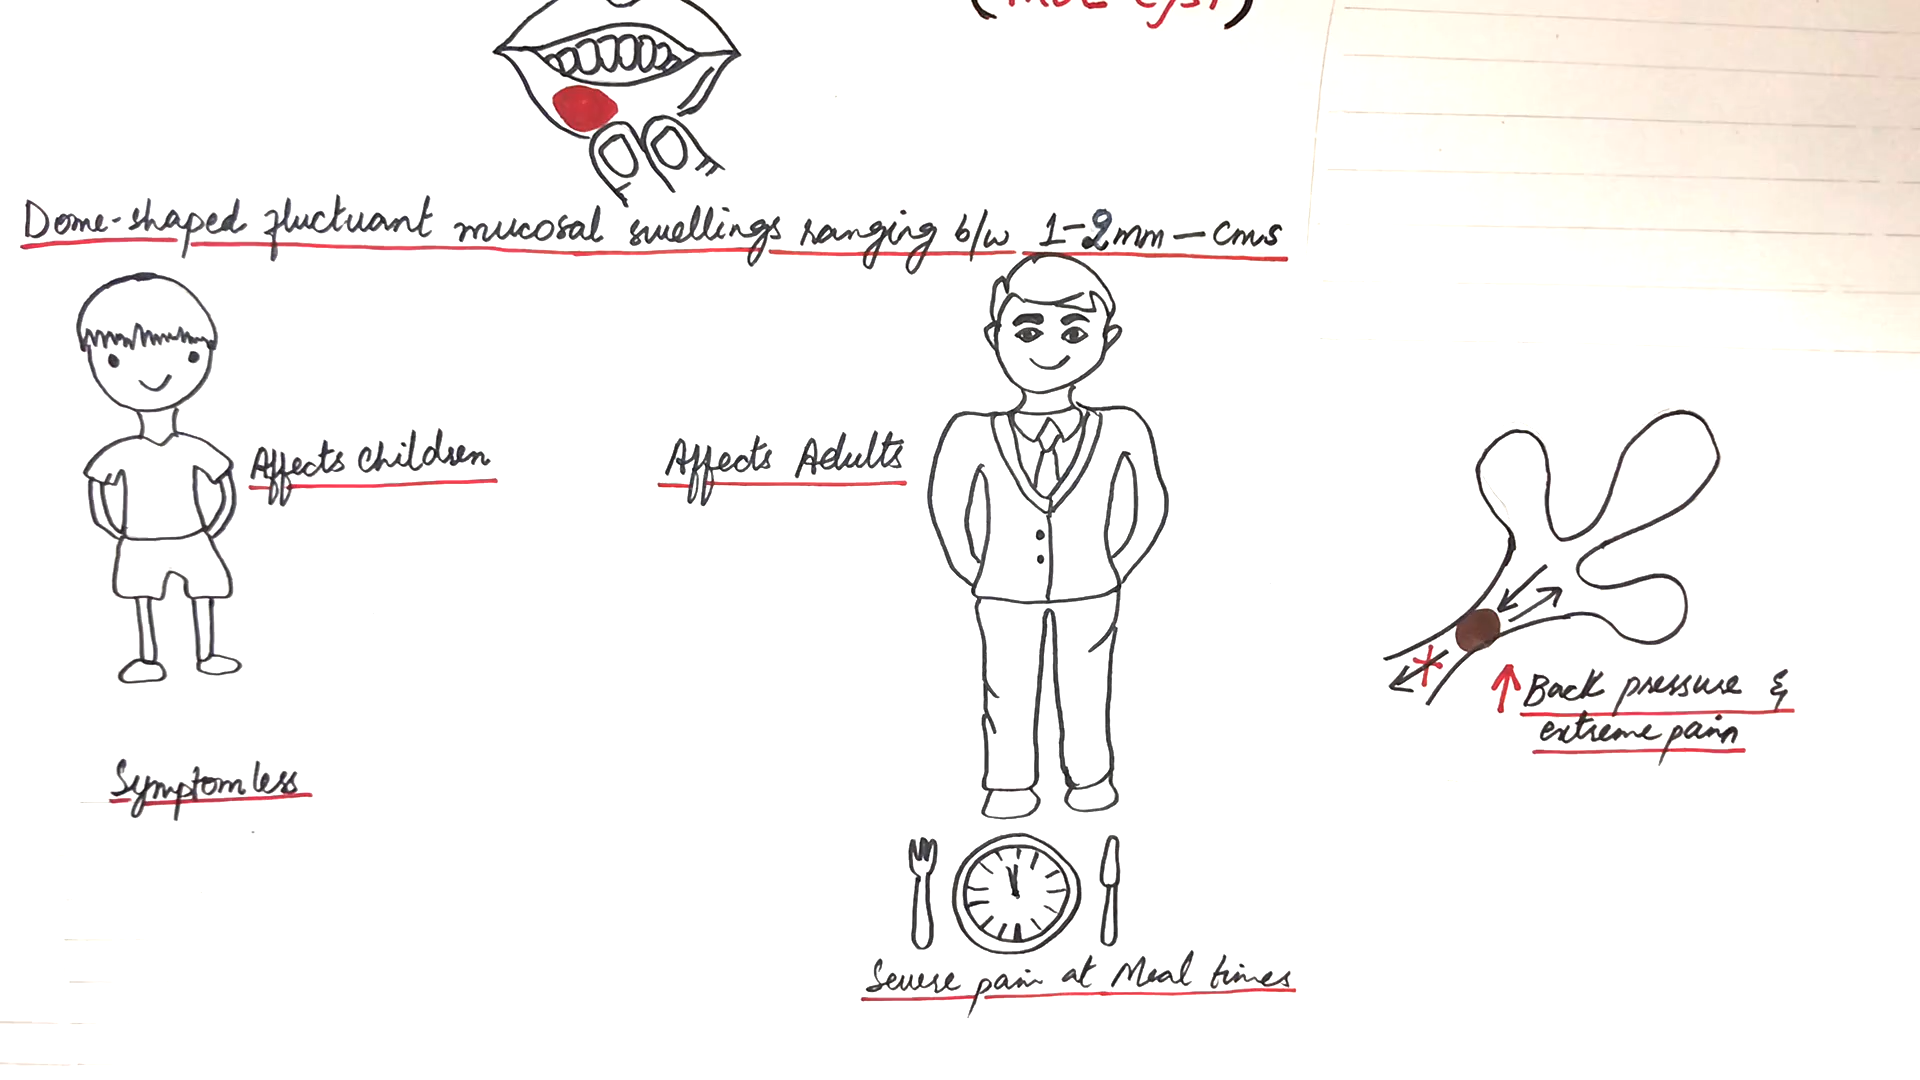 Dome-shaped fluctuant mucosal swellings ranging b/w 1-2mm-cms
Affects Children
Affects Adults
↑ Back pressure &
extreme pain
Symptomless
Severe pain at Meal times